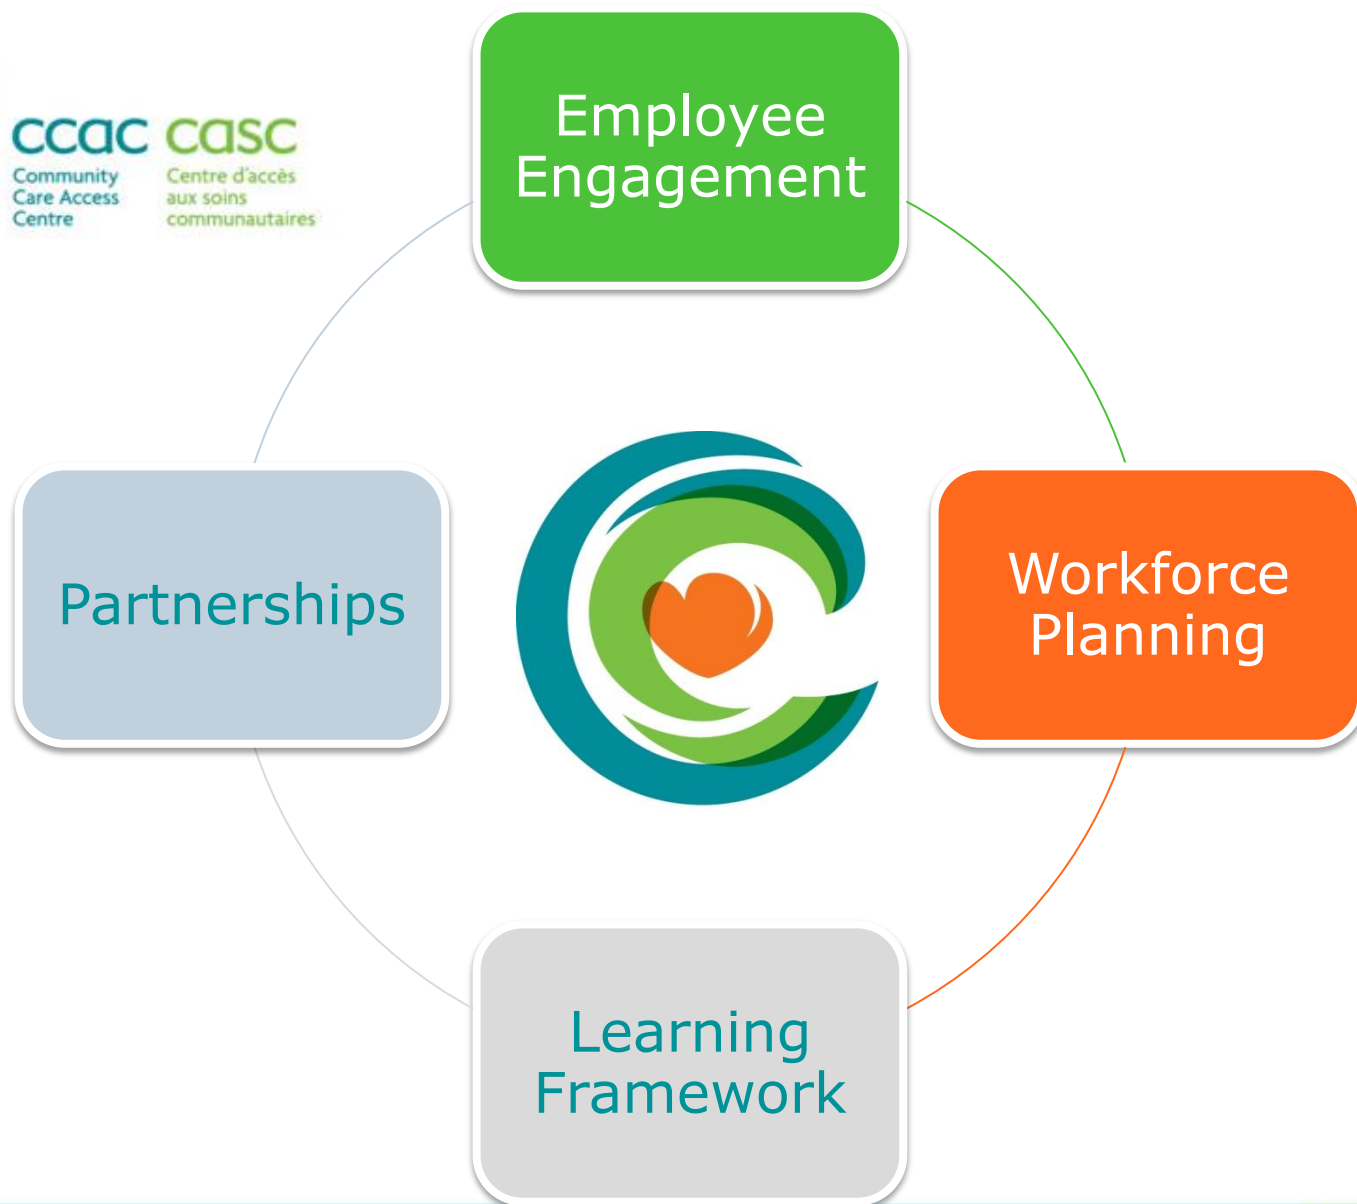 ccac casc
Community Care Access Centre
Centre d'accès aux soins communautaires
Employee
Engagement
Partnerships
Workforce
Planning
Learning
Framework